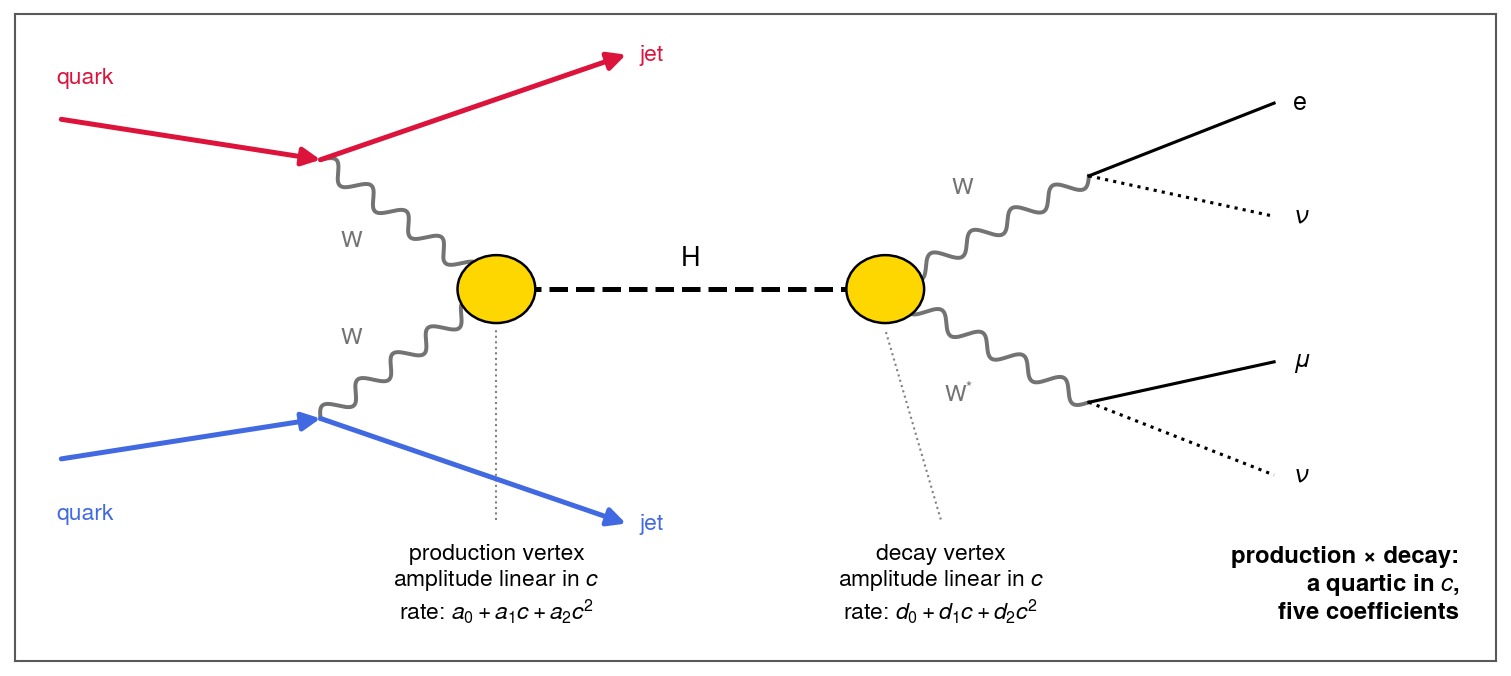 quark
jet
W
W
quark
jet
H
W
W*
e
ν
μ
ν
production vertex
amplitude linear in c
rate: a₀ + a₁c + a₂c²
decay vertex
amplitude linear in c
rate: d₀ + d₁c + d₂c²
production × decay:
a quartic in c,
five coefficients